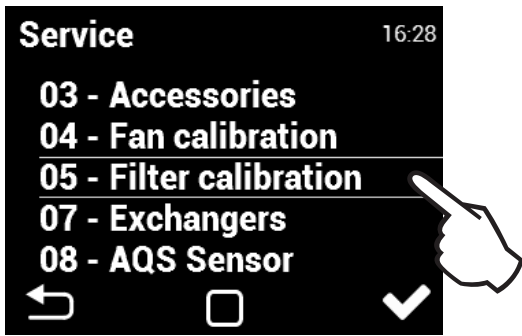 Service
16:28
03 - Accessories
04 - Fan calibration
05 - Filter calibration
07 - Exchangers
08 - AQS Sensor